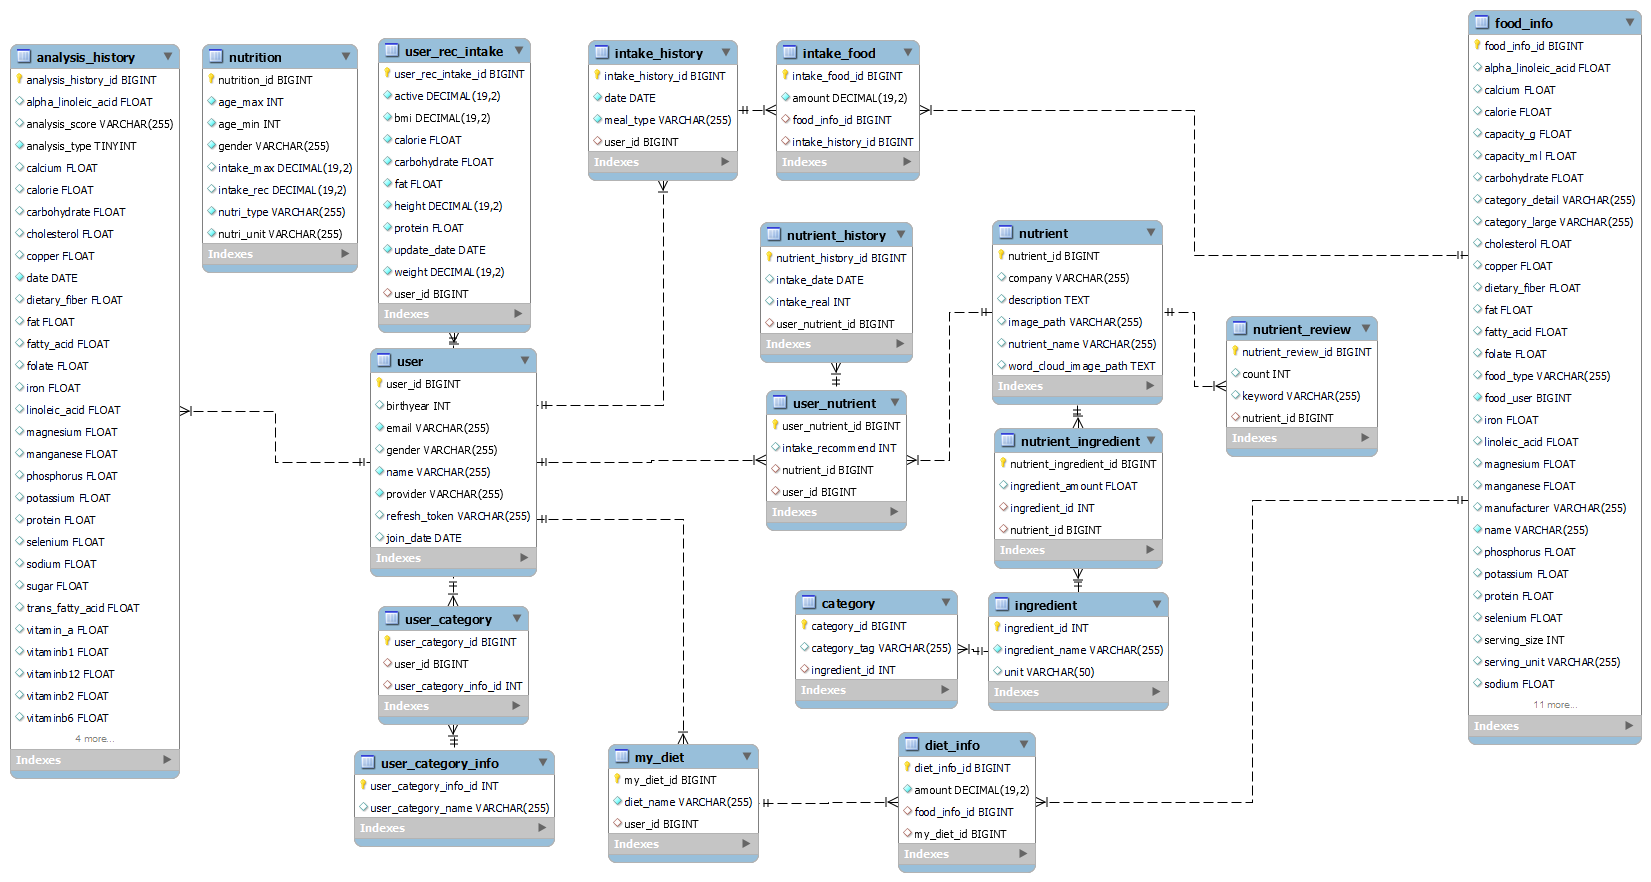 analysis_history
analysis_history_id BIGINT
alpha_linoleic_acid FLOAT
analysis_score VARCHAR(255)
analysis_type TINYINT
calcium FLOAT
calorie FLOAT
carbohydrate FLOAT
cholesterol FLOAT
copper FLOAT
date DATE
dietary_fiber FLOAT
fat FLOAT
fatty_acid FLOAT
folate FLOAT
iron FLOAT
linoleic_acid FLOAT
magnesium FLOAT
manganese FLOAT
phosphorus FLOAT
potassium FLOAT
protein FLOAT
selenium FLOAT
sodium FLOAT
sugar FLOAT
trans_fatty_acid FLOAT
vitamin_a FLOAT
vitaminb1 FLOAT
vitaminb12 FLOAT
vitaminb2 FLOAT
vitaminb6 FLOAT
4 more...
Indexes
nutrition
nutrition_id BIGINT
age_max INT
age_min INT
gender VARCHAR(255)
intake_max DECIMAL(19,2)
intake_rec DECIMAL(19,2)
nutri_type VARCHAR(255)
nutri_unit VARCHAR(255)
Indexes
user_rec_intake
user_rec_intake_id BIGINT
active DECIMAL(19,2)
bmi DECIMAL(19,2)
calorie FLOAT
carbohydrate FLOAT
fat FLOAT
height DECIMAL(19,2)
protein FLOAT
update_date DATE
weight DECIMAL(19,2)
user_id BIGINT
Indexes
user
user_id BIGINT
birthyear INT
email VARCHAR(255)
gender VARCHAR(255)
name VARCHAR(255)
provider VARCHAR(255)
refresh_token VARCHAR(255)
join_date DATE
Indexes
user_category
user_category_id BIGINT
user_id BIGINT
user_category_info_id INT
Indexes
user_category_info
user_category_info_id INT
user_category_name VARCHAR(255)
Indexes
intake_history
intake_history_id BIGINT
date DATE
meal_type VARCHAR(255)
user_id BIGINT
Indexes
intake_food
intake_food_id BIGINT
amount DECIMAL(19,2)
food_info_id BIGINT
intake_history_id BIGINT
Indexes
nutrient_history
nutrient_history_id BIGINT
intake_date DATE
intake_real INT
user_nutrient_id BIGINT
Indexes
user_nutrient
user_nutrient_id BIGINT
intake_recommend INT
nutrient_id BIGINT
user_id BIGINT
Indexes
nutrient
nutrient_id BIGINT
company VARCHAR(255)
description TEXT
image_path VARCHAR(255)
nutrient_name VARCHAR(255)
word_cloud_image_path TEXT
Indexes
nutrient_review
nutrient_review_id BIGINT
count INT
keyword VARCHAR(255)
nutrient_id BIGINT
Indexes
nutrient_ingredient
nutrient_ingredient_id BIGINT
ingredient_amount FLOAT
ingredient_id INT
nutrient_id BIGINT
Indexes
category
category_id BIGINT
category_tag VARCHAR(255)
ingredient_id INT
Indexes
ingredient
ingredient_id INT
ingredient_name VARCHAR(255)
unit VARCHAR(50)
Indexes
my_diet
my_diet_id BIGINT
diet_name VARCHAR(255)
user_id BIGINT
Indexes
diet_info
diet_info_id BIGINT
amount DECIMAL(19,2)
food_info_id BIGINT
my_diet_id BIGINT
Indexes
food_info
food_info_id BIGINT
alpha_linoleic_acid FLOAT
calcium FLOAT
calorie FLOAT
capacity_g FLOAT
capacity_ml FLOAT
carbohydrate FLOAT
category_detail VARCHAR(255)
category_large VARCHAR(255)
cholesterol FLOAT
copper FLOAT
dietary_fiber FLOAT
fat FLOAT
fatty_acid FLOAT
folate FLOAT
food_type VARCHAR(255)
food_user BIGINT
iron FLOAT
linoleic_acid FLOAT
magnesium FLOAT
manganese FLOAT
manufacturer VARCHAR(255)
name VARCHAR(255)
phosphorus FLOAT
potassium FLOAT
protein FLOAT
selenium FLOAT
serving_size INT
serving_unit VARCHAR(255)
sodium FLOAT
11 more...
Indexes